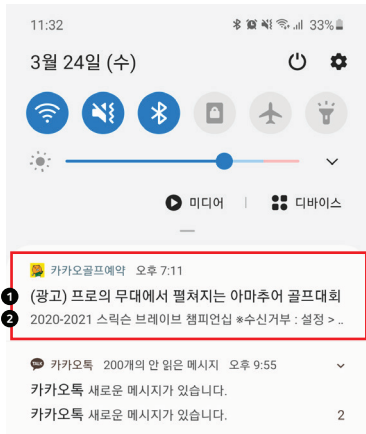 11:32 33%
3월 24일 (수)
미디어 | 디바이스
카카오골프예약 오후 7:11
1 (광고) 프로의 무대에서 펼쳐지는 아마추어 골프대회
2 2020-2021 스릭슨 브레이브 챔피언십 ※수신거부 : 설정 > ..
카카오톡 200개의 안 읽은 메시지 오후 9:55
카카오톡 새로운 메시지가 있습니다.
카카오톡 새로운 메시지가 있습니다. 2